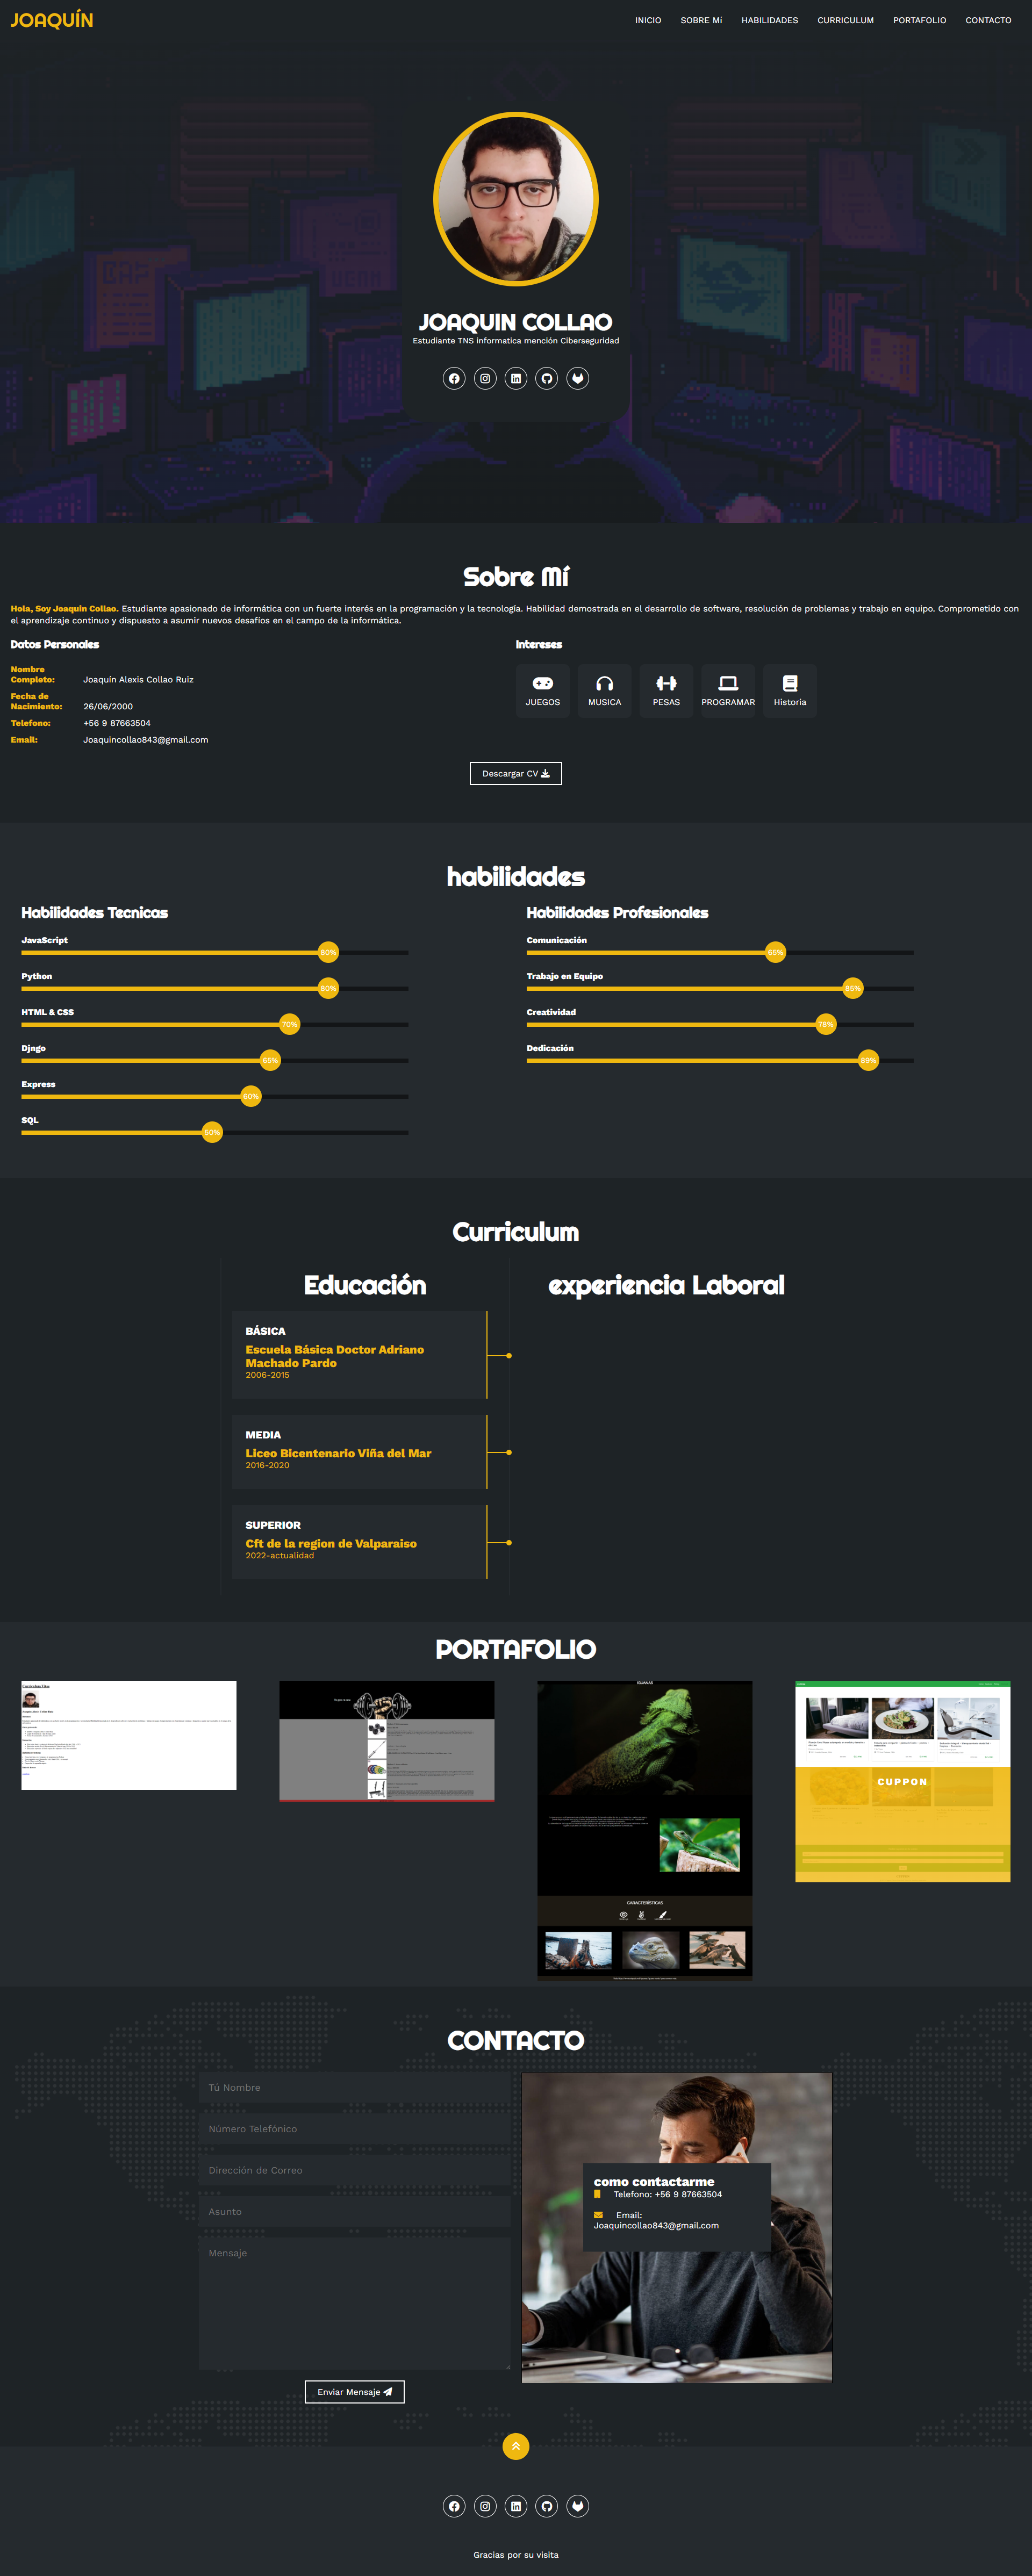 JOAQUÍN
INICIO
SOBRE Mí
HABILIDADES
CURRICULUM
PORTAFOLIO
CONTACTO
JOAQUIN COLLAO
Estudiante TNS informatica mención Ciberseguridad
Sobre Mí
Hola, Soy Joaquin Collao. Estudiante apasionado de informática con un fuerte interés en la programación y la tecnología. Habilidad demostrada en el desarrollo de software, resolución de problemas y trabajo en equipo. Comprometido con
el aprendizaje continuo y dispuesto a asumir nuevos desafíos en el campo de la informática.
Datos Personales
Nombre
Completo: Joaquín Alexis Collao Ruiz
Fecha de
Nacimiento: 26/06/2000
Telefono: +56 9 87663504
Email: Joaquincollao843@gmail.com
Intereses
JUEGOS
MUSICA
PESAS
PROGRAMAR
Historia
Descargar CV
habilidades
Habilidades Tecnicas
JavaScript
80%
Python
80%
HTML & CSS
70%
Djngo
65%
Express
60%
SQL
50%
Habilidades Profesionales
Comunicación
65%
Trabajo en Equipo
85%
Creatividad
78%
Dedicación
89%
Curriculum
Educación
BÁSICA
Escuela Básica Doctor Adriano
Machado Pardo
2006-2015
MEDIA
Liceo Bicentenario Viña del Mar
2016-2020
SUPERIOR
Cft de la region de Valparaiso
2022-actualidad
experiencia Laboral
PORTAFOLIO
Curriculum Vitae
IGUANAS
CARACTERÍSTICAS
CUPPON
CONTACTO
Tú Nombre
Número Telefónico
Dirección de Correo
Asunto
Mensaje
Enviar Mensaje
como contactarme
Telefono: +56 9 87663504
Email:
Joaquincollao843@gmail.com
Gracias por su visita